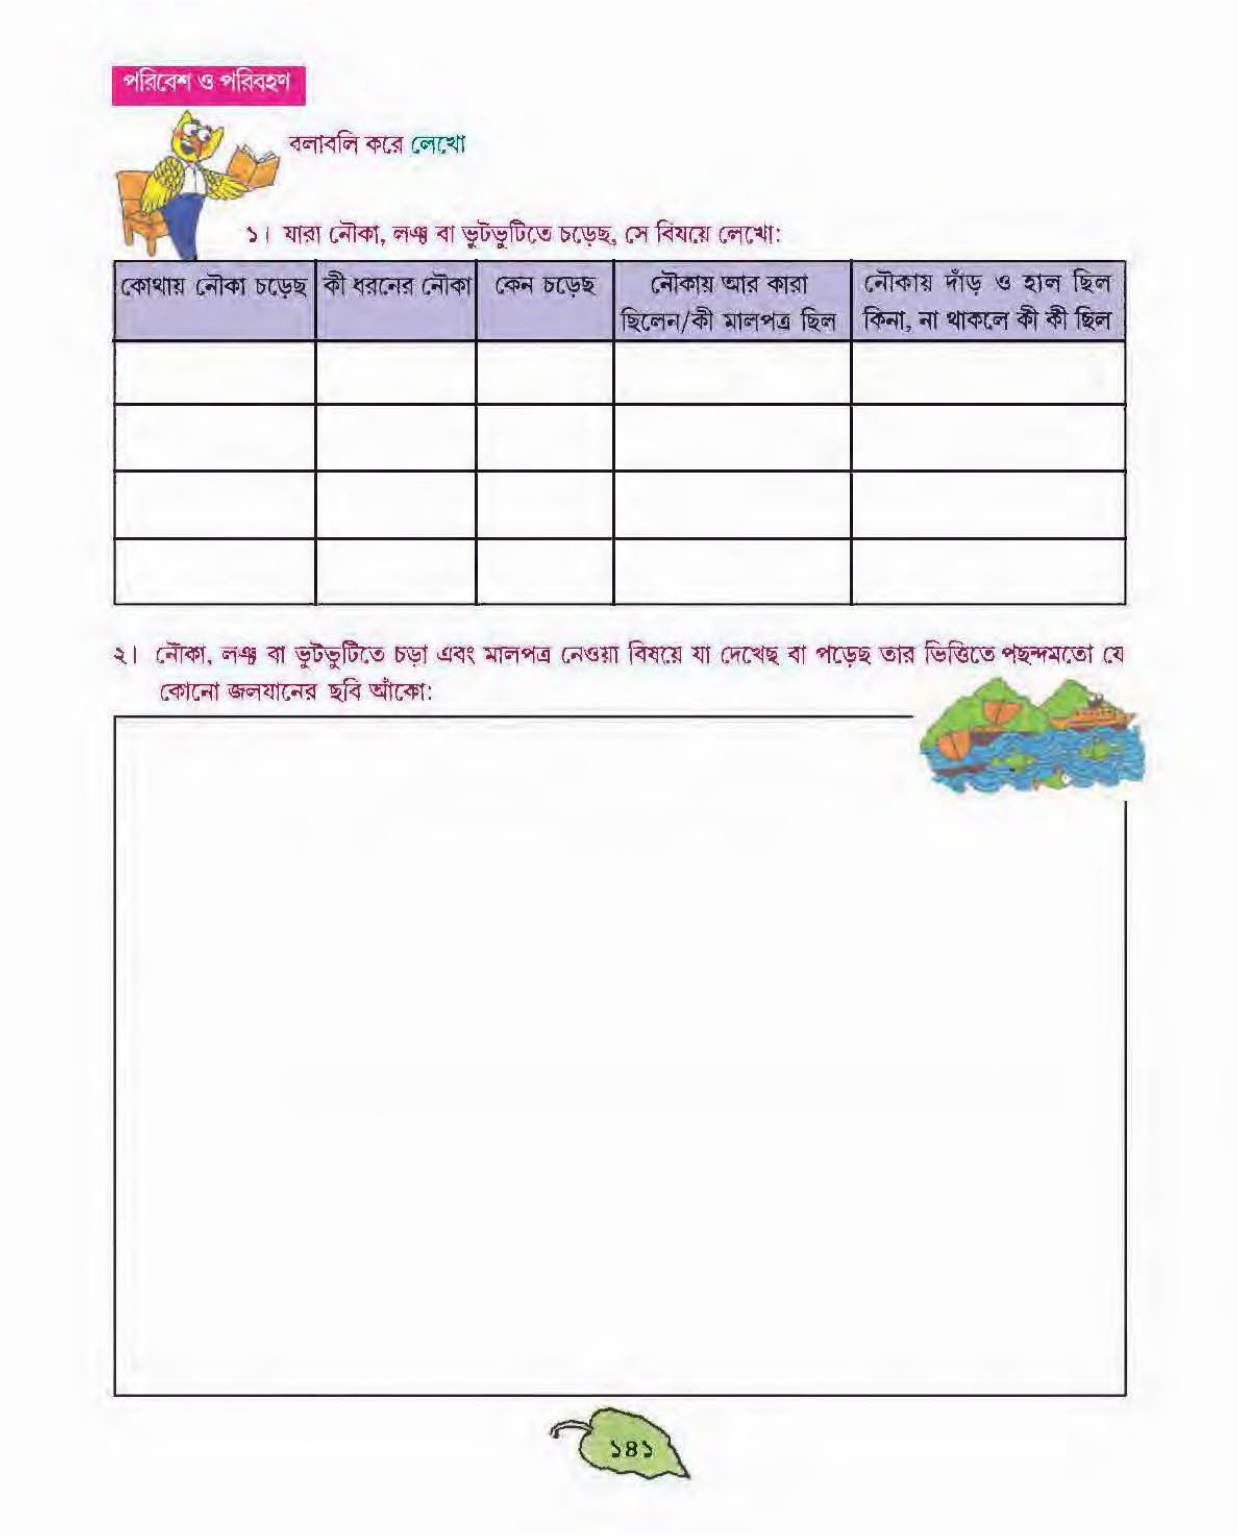 পরিবেশ ও পরিবহণ
বলাবলি করে লেখো
১। যারা নৌকা, লঞ্চ বা ভুটভুটিতে চড়েছ, সে বিষয়ে লেখো:
কোথায় নৌকা চড়েছ
কী ধরনের নৌকা
কেন চড়েছ
নৌকায় আর কারা
ছিলেন/কী মালপত্র ছিল
নৌকায় দাঁড় ও হাল ছিল
কিনা, না থাকলে কী কী ছিল
২। নৌকা, লঞ্চ বা ভুটভুটিতে চড়া এবং মালপত্র নেওয়া বিষয়ে যা দেখেছ বা পড়েছ তার ভিত্তিতে পছন্দমতো যে
কোনো জলযানের ছবি আঁকো:
১৪১